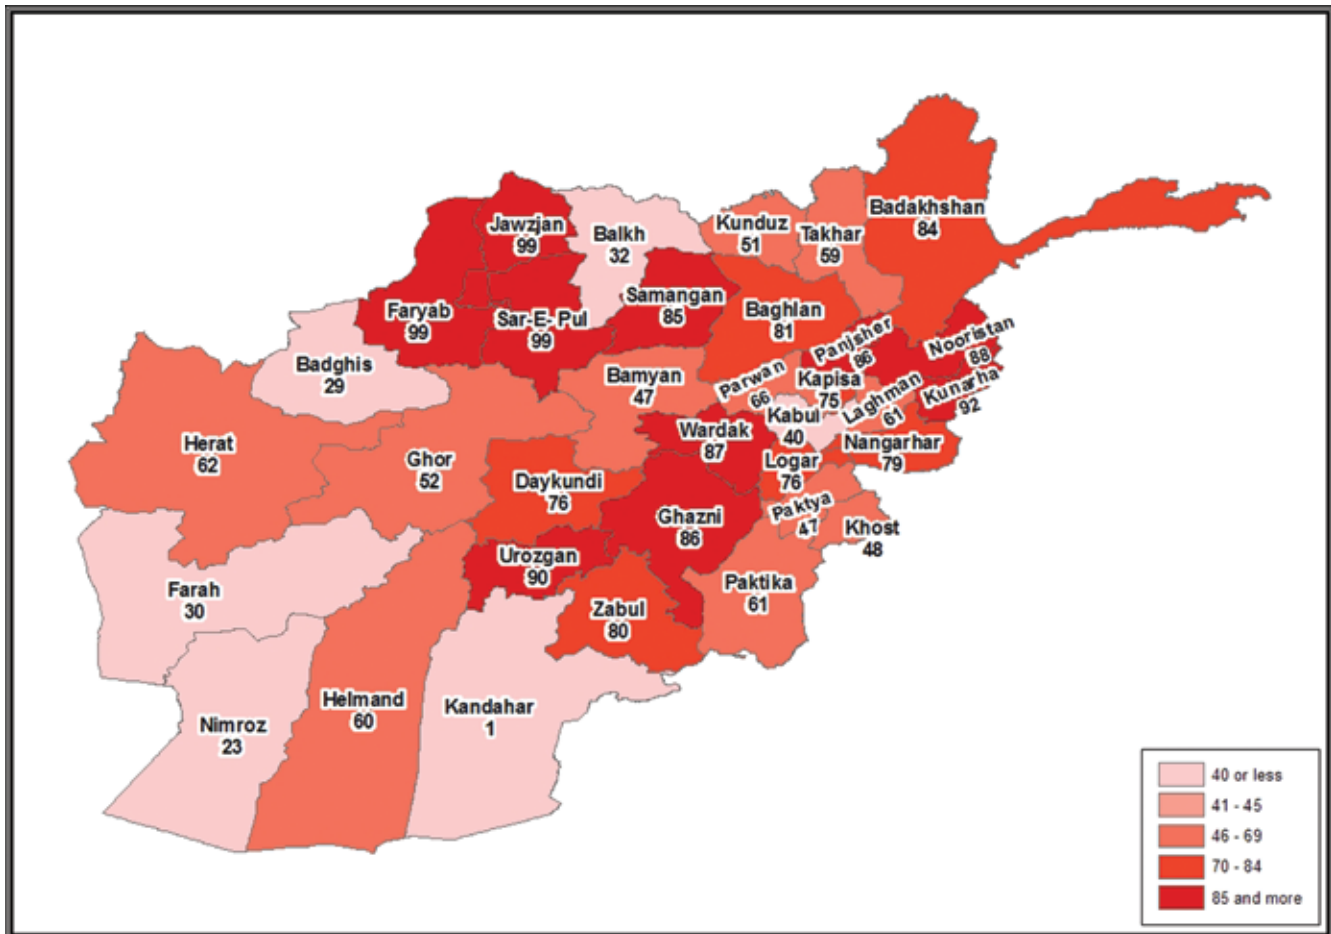 Badakhshan
84
Jawzjan
99
Balkh
32
Kunduz
51
Takhar
59
Faryab
99
Sar-E- Pul
99
Samangan
85
Baghlan
81
Panjsher
86
Nooristan
88
Badghis
29
Bamyan
47
Parwan
66
Kapisa
75
Laghman
61
Kunarha
92
Herat
62
Ghor
52
Wardak
87
Kabul
40
Nangarhar
79
Daykundi
76
Logar
76
Ghazni
86
Paktya
47
Khost
48
Urozgan
90
Farah
30
Zabul
80
Paktika
61
Nimroz
23
Helmand
60
Kandahar
1
40 or less
41 - 45
46 - 69
70 - 84
85 and more